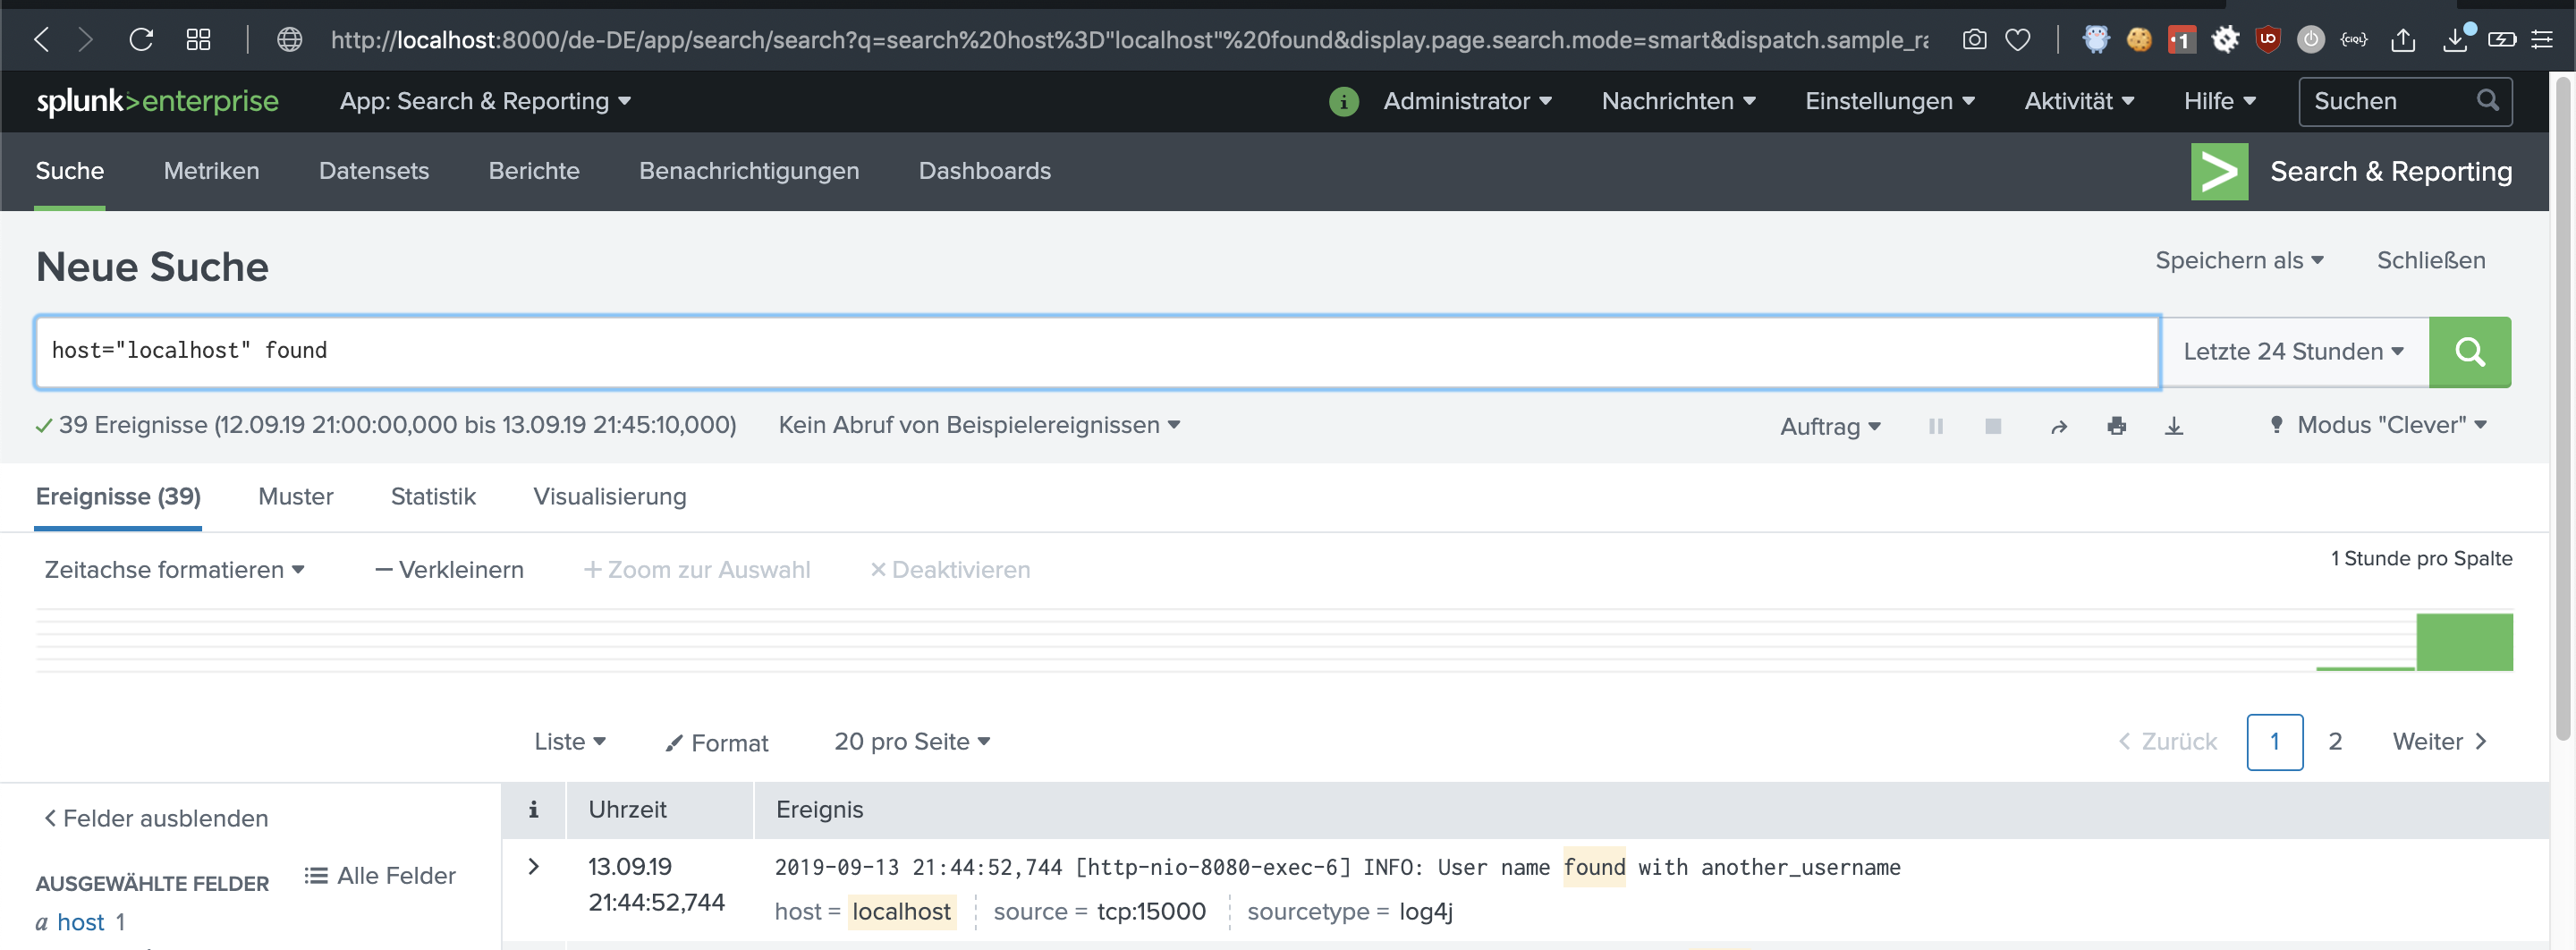 http://localhost:8000/de-DE/app/search/search?q=search%20host%3D"localhost"%20found&display.page.search.mode=smart&dispatch.sample_ra
1
UO
{CIQL}
splunk>enterprise App: Search & Reporting Administrator Nachrichten Einstellungen Aktivität Hilfe Suchen
Suche Metriken Datensets Berichte Benachrichtigungen Dashboards Search & Reporting
Neue Suche Speichern als Schließen
host="localhost" found Letzte 24 Stunden
39 Ereignisse (12.09.19 21:00:00,000 bis 13.09.19 21:45:10,000) Kein Abruf von Beispielereignissen Auftrag Modus "Clever"
Ereignisse (39) Muster Statistik Visualisierung
Zeitachse formatieren — Verkleinern + Zoom zur Auswahl × Deaktivieren 1 Stunde pro Spalte
Liste Format 20 pro Seite < Zurück 1 2 Weiter >
< Felder ausblenden i Uhrzeit Ereignis
AUSGEWÄHLTE FELDER Alle Felder
a host 1
> 13.09.19 2019-09-13 21:44:52,744 [http-nio-8080-exec-6] INFO: User name found with another_username
21:44:52,744 host = localhost source = tcp:15000 sourcetype = log4j